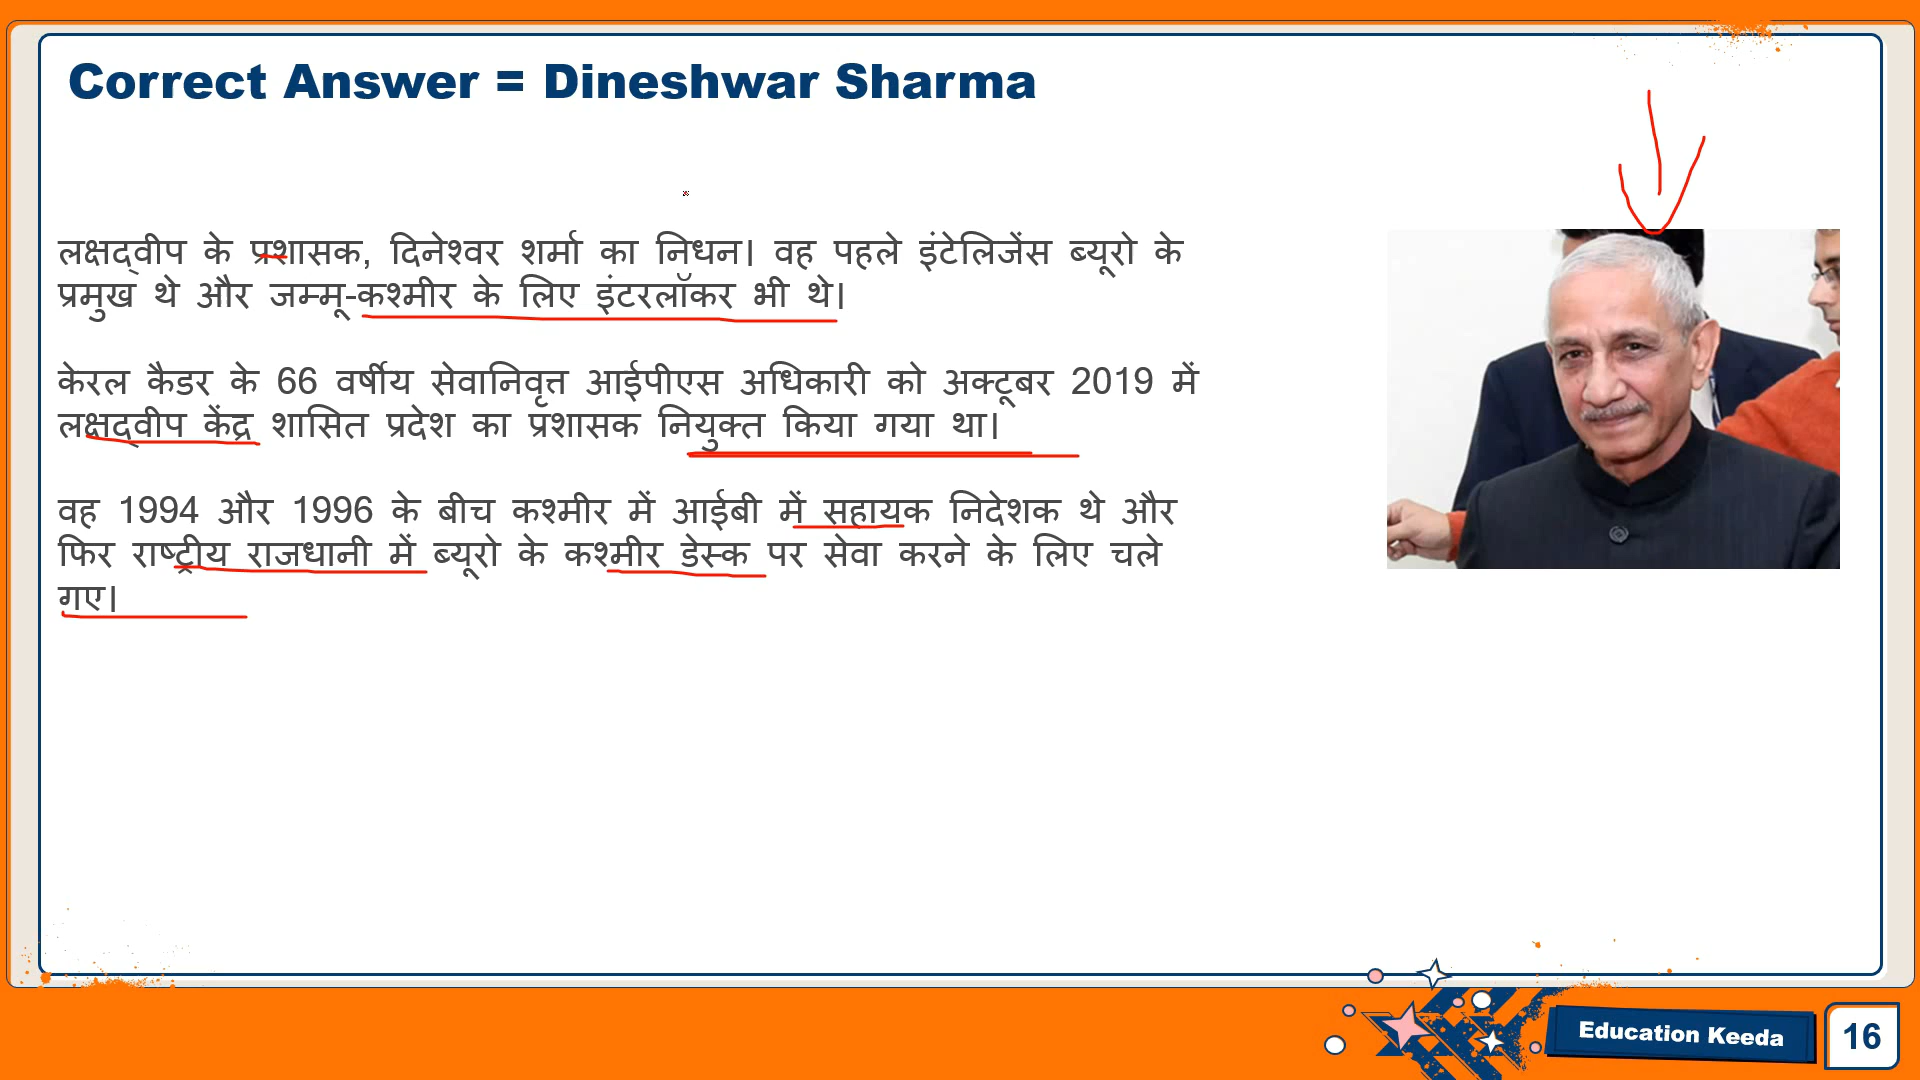 Correct Answer = Dineshwar Sharma
लक्षद्वीप के प्रशासक, दिनेश्वर शर्मा का निधन। वह पहले इंटेलिजेंस ब्यूरो के
प्रमुख थे और जम्मू-कश्मीर के लिए इंटरलॉकर भी थे।
केरल कैडर के 66 वर्षीय सेवानिवृत्त आईपीएस अधिकारी को अक्टूबर 2019 में
लक्षद्वीप केंद्र शासित प्रदेश का प्रशासक नियुक्त किया गया था।
वह 1994 और 1996 के बीच कश्मीर में आईबी में सहायक निदेशक थे और
फिर राष्ट्रीय राजधानी में ब्यूरो के कश्मीर डेस्क पर सेवा करने के लिए चले
गए।
Education Keeda
16